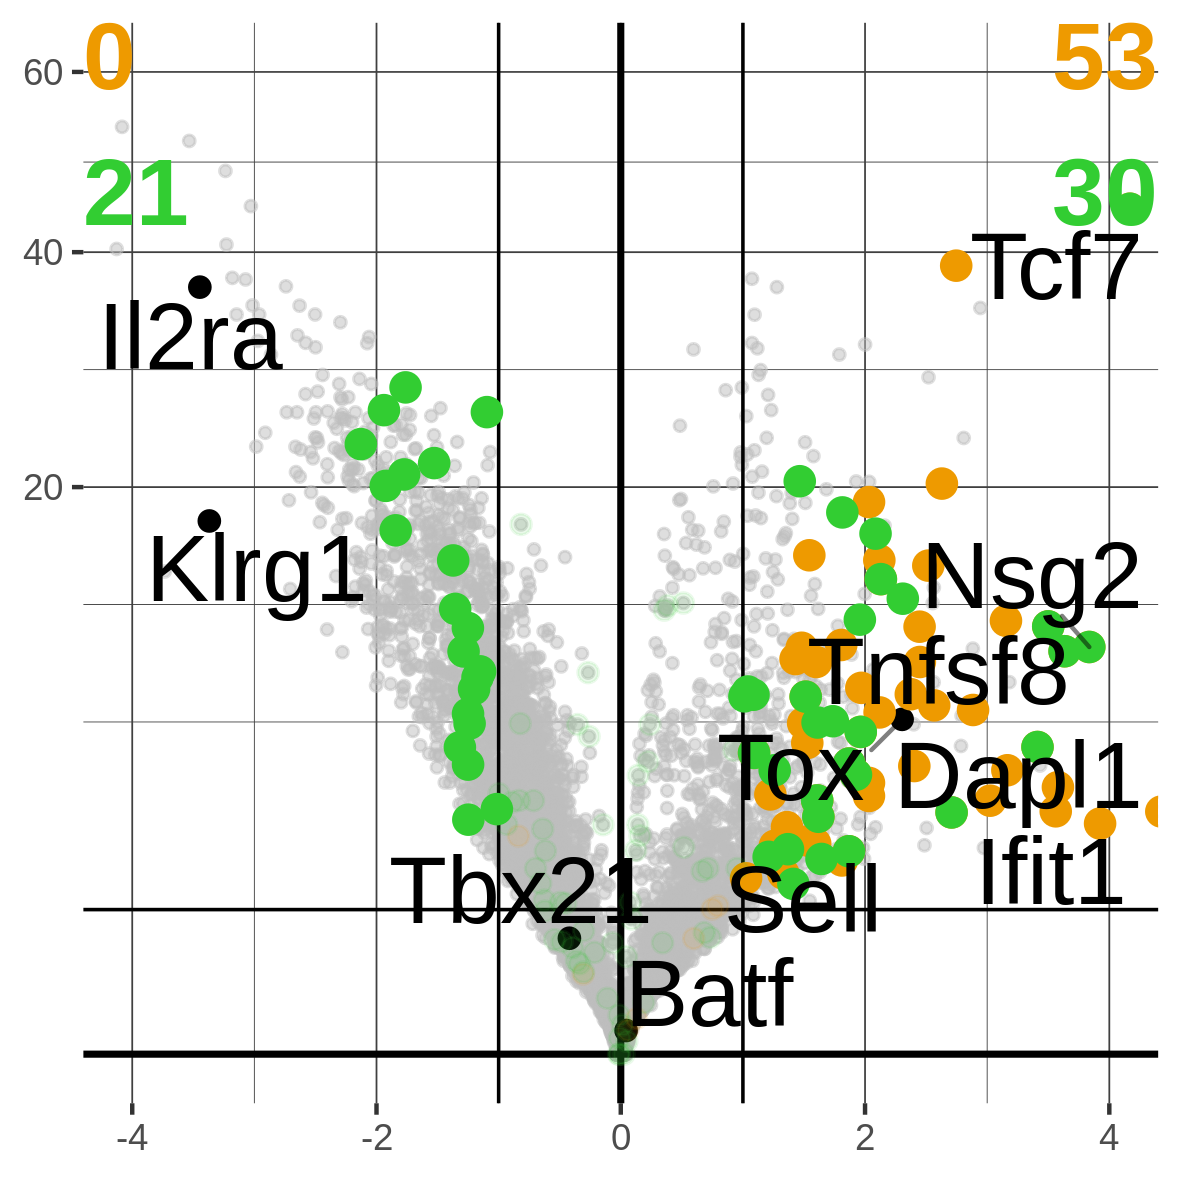 0 53
60
21 30
40
Tcf7
Il2ra
20
Klrg1
Nsg2
Tnfsf8
Tox
Dapl1
Ifit1
Tbx21
Sell
Batf
-4 -2 0 2 4